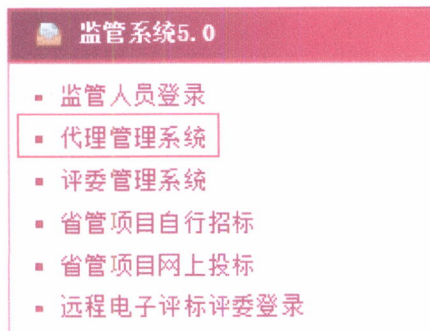 监管系统5.0
监管人员登录
代理管理系统
评委管理系统
省管项目自行招标
省管项目网上投标
远程电子评标评委登录